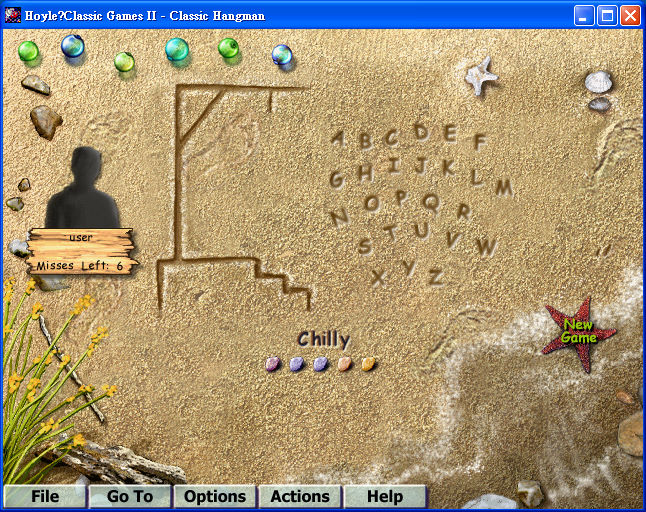 Hoyle?Classic Games II - Classic Hangman
A B C D E F
G H I J K L M
N O P Q R
S T U V W
X Y Z
user
Misses Left: 6
Chilly
New
Game
File Go To Options Actions Help